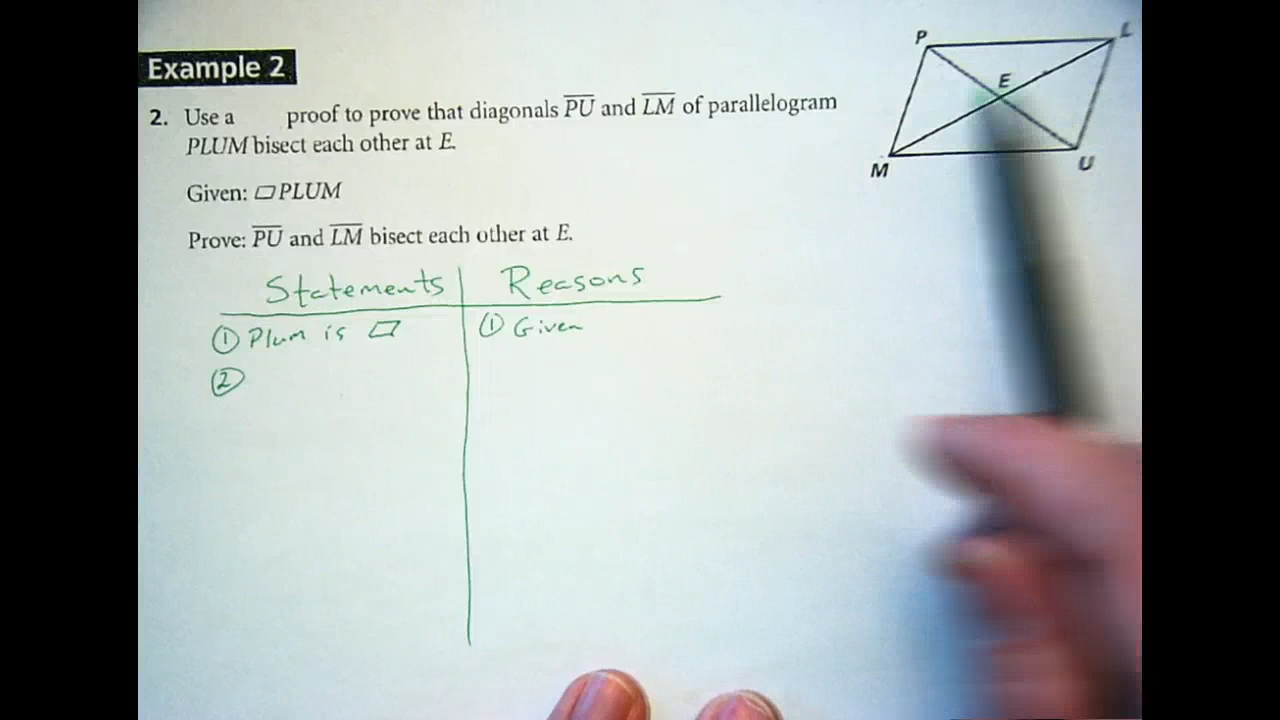 Example 2
2. Use a proof to prove that diagonals PU and LM of parallelogram
PLUM bisect each other at E.
Given: ▱PLUM
Prove: PU and LM bisect each other at E.
Statements Reasons
① Plum is ▱ ① Given
②
P L
E
M U